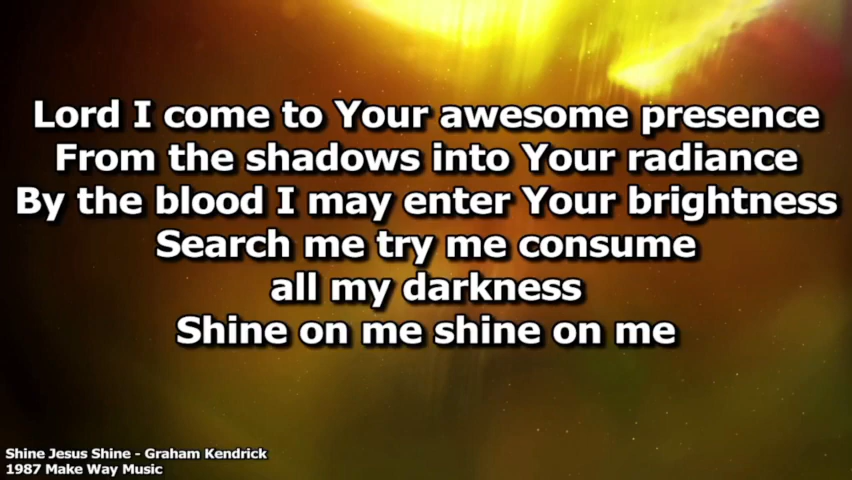 Lord I come to Your awesome presence
From the shadows into Your radiance
By the blood I may enter Your brightness
Search me try me consume
all my darkness
Shine on me shine on me
Shine Jesus Shine - Graham Kendrick
1987 Make Way Music